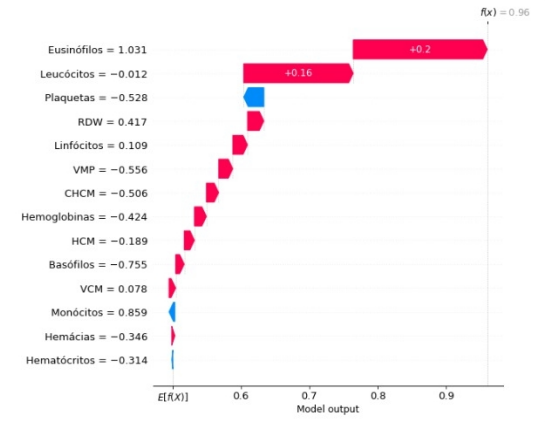 f(x) = 0.96
Eusinófilos = 1.031
+0.2
Leucócitos = −0.012
+0.16
Plaquetas = −0.528
RDW = 0.417
Linfócitos = 0.109
VMP = −0.556
CHCM = −0.506
Hemoglobinas = −0.424
HCM = −0.189
Basófilos = −0.755
VCM = 0.078
Monócitos = 0.859
Hemácias = −0.346
Hematócritos = −0.314
E[f(X)] 0.6 0.7 0.8 0.9
Model output